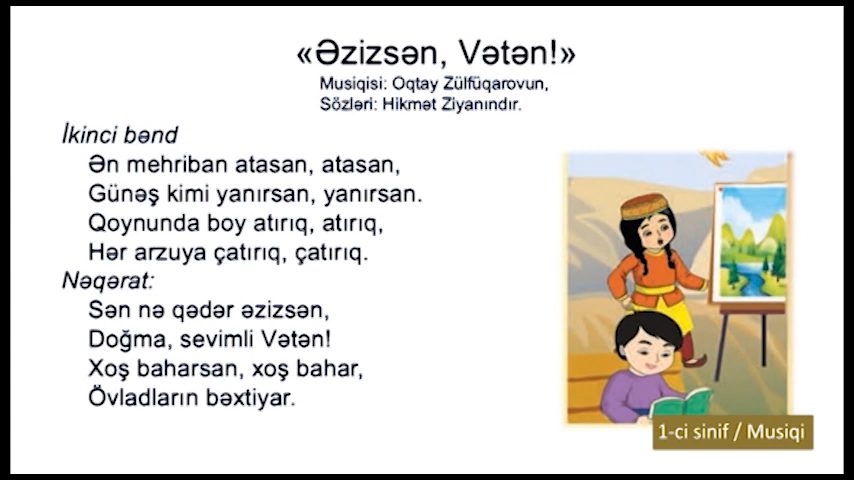 «Əzizsən, Vətən!»
Musiqisi: Oqtay Zülfüqarovun,
Sözləri: Hikmət Ziyanındır.
İkinci bənd
Ən mehriban atasan, atasan,
Günəş kimi yanırsan, yanırsan.
Qoynunda boy atırıq, atırıq,
Hər arzuya çatırıq, çatırıq.
Nəqərat:
Sən nə qədər əzizsən,
Doğma, sevimli Vətən!
Xoş baharsan, xoş bahar,
Övladların bəxtiyar.
1-ci sinif / Musiqi